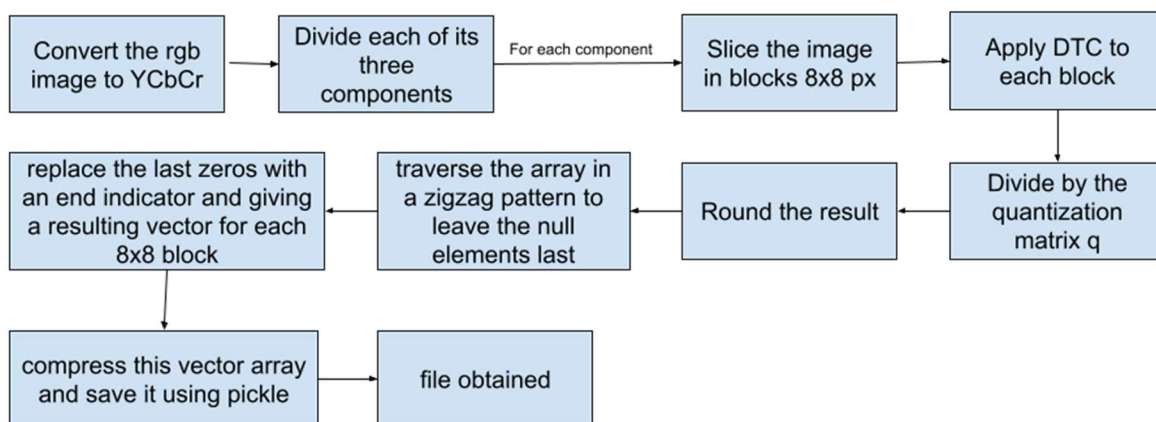 Convert the rgb
image to YCbCr
Divide each of its
three
components
For each component
Slice the image
in blocks 8x8 px
Apply DTC to
each block
Divide by the
quantization
matrix q
Round the result
traverse the array in
a zigzag pattern to
leave the null
elements last
replace the last zeros with
an end indicator and giving
a resulting vector for each
8x8 block
compress this vector array
and save it using pickle
file obtained